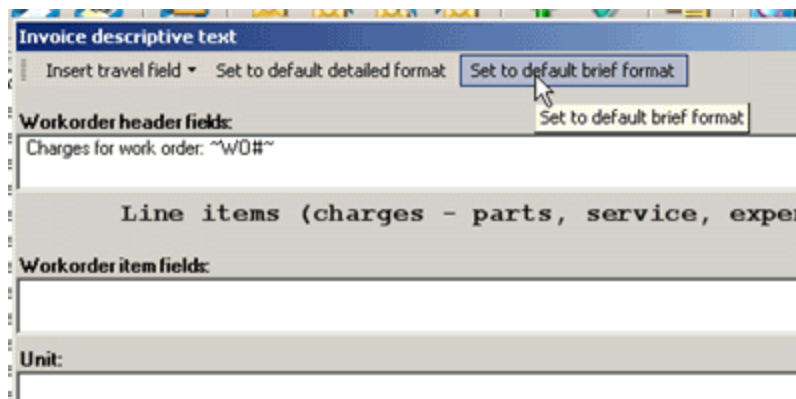 Invoice descriptive text
Insert travel field Set to default detailed format Set to default brief format
Set to default brief format
Workorder header fields:
Charges for work order: ~WO#~
Line items (charges - parts, service,
Workorder item fields:
Unit: